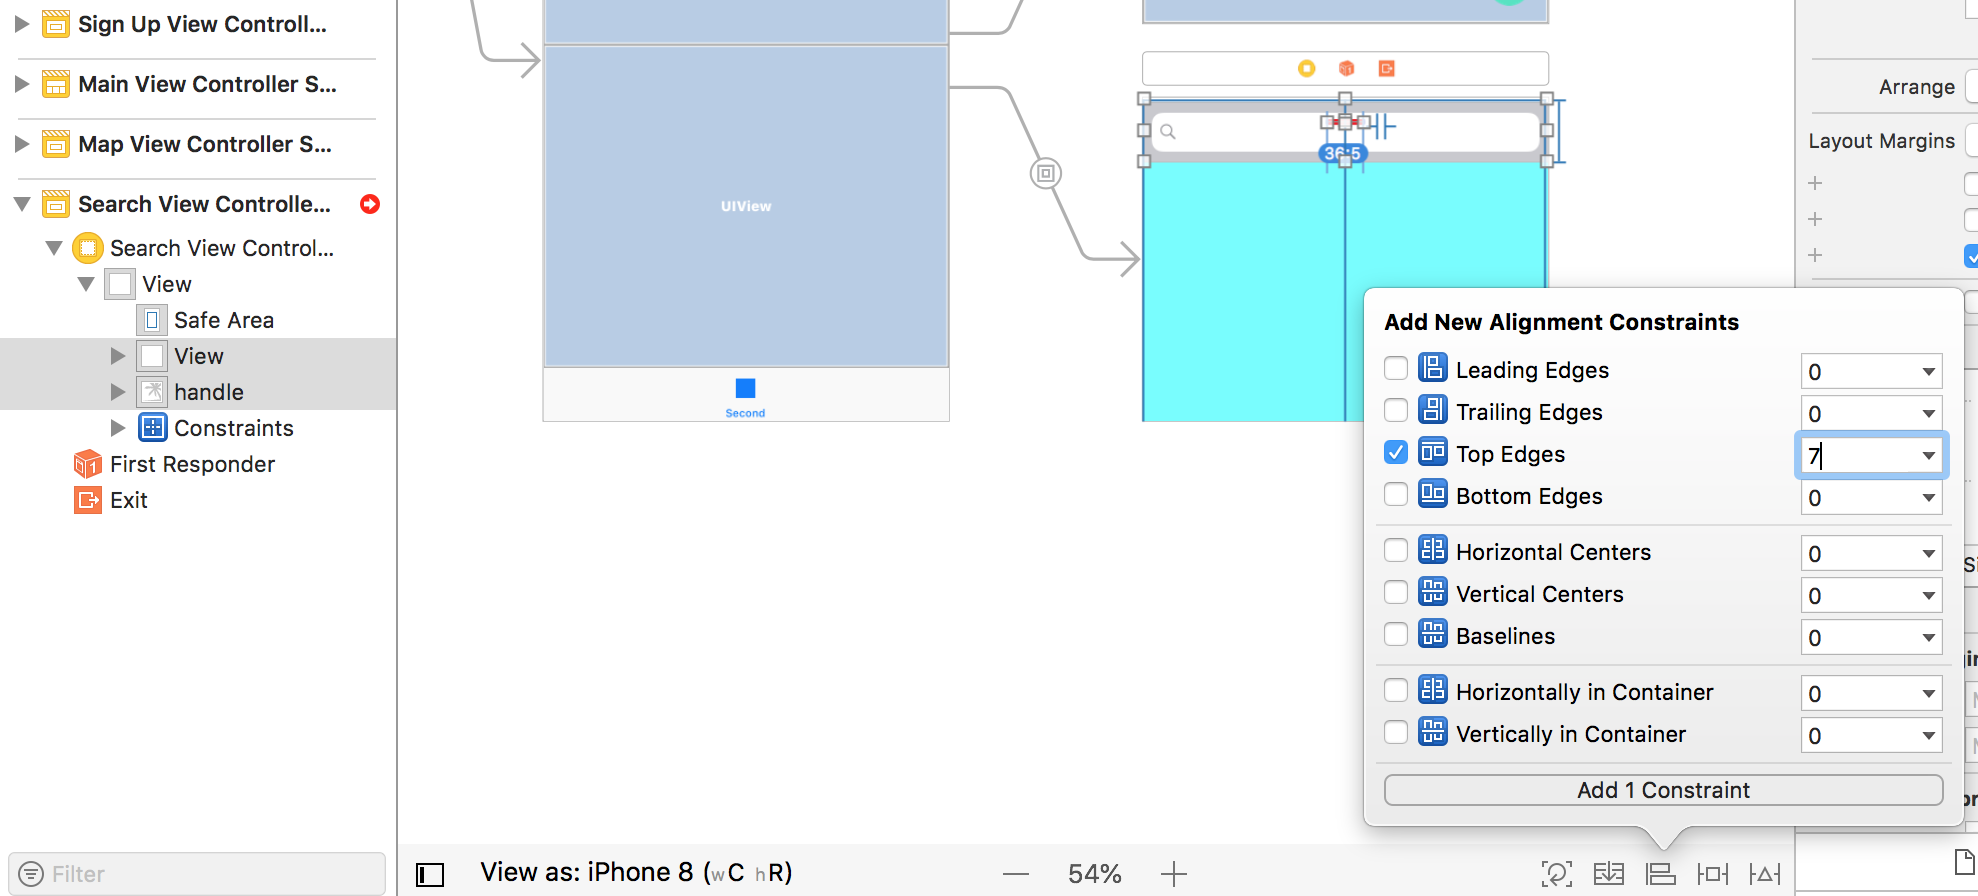 Sign Up View Controll...
Main View Controller S...
Map View Controller S...
Search View Controlle...
Search View Control...
View
Safe Area
View
handle
Constraints
First Responder
Exit
Filter
UIView
Second
36:5
Arrange
Layout Margins
Add New Alignment Constraints
Leading Edges 0
Trailing Edges 0
Top Edges 7
Bottom Edges 0
Horizontal Centers 0
Vertical Centers 0
Baselines 0
Horizontally in Container 0
Vertically in Container 0
Add 1 Constraint
View as: iPhone 8 (wC hR)
— 54% +